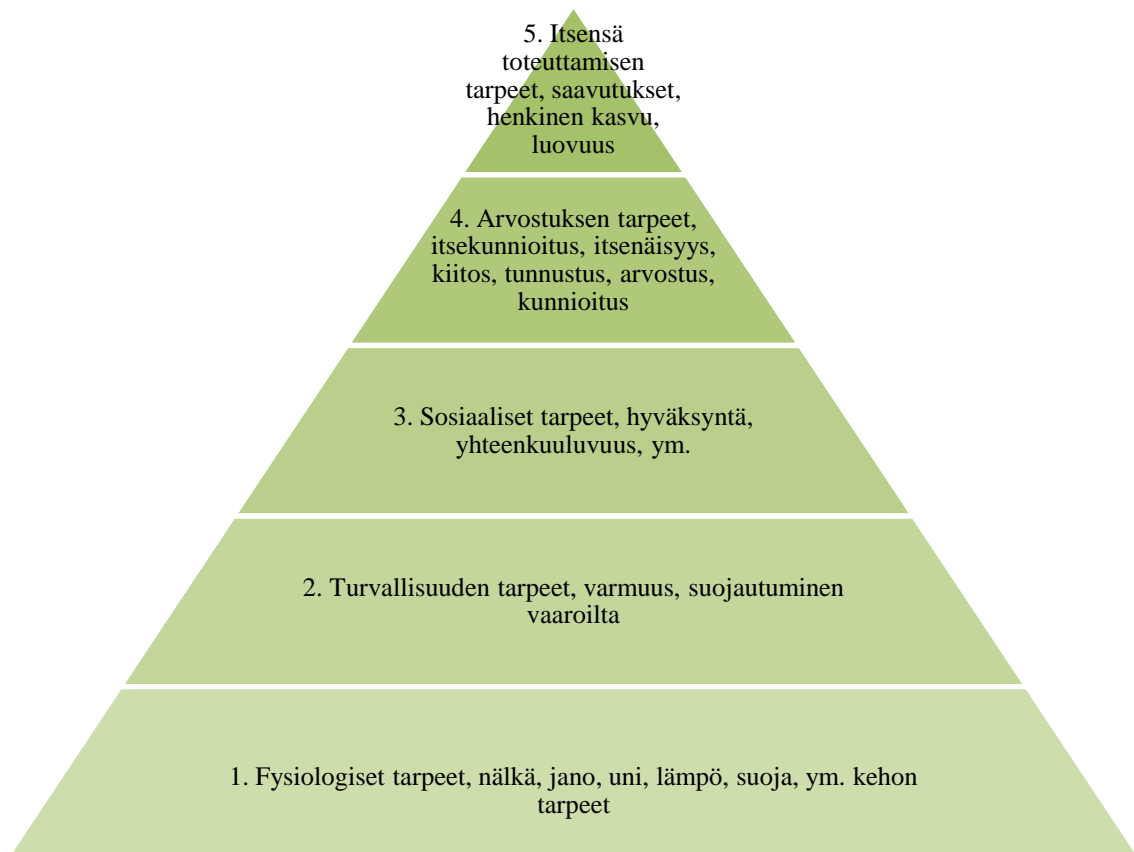 5. Itsensä
toteuttamisen
tarpeet, saavutukset,
henkinen kasvu,
luovuus
4. Arvostuksen tarpeet,
itsekunnioitus, itsenäisyys,
kiitos, tunnustus, arvostus,
kunnioitus
3. Sosiaaliset tarpeet, hyväksyntä,
yhteenkuuluvuus, ym.
2. Turvallisuuden tarpeet, varmuus, suojautuminen
vaaroilta
1. Fysiologiset tarpeet, nälkä, jano, uni, lämpö, suoja, ym. kehon
tarpeet